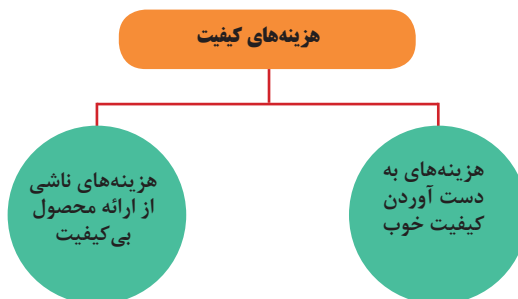 هزینه‌های کیفیت
هزینه‌های به
دست آوردن
کیفیت خوب
هزینه‌های ناشی
از ارائه محصول
بی‌کیفیت